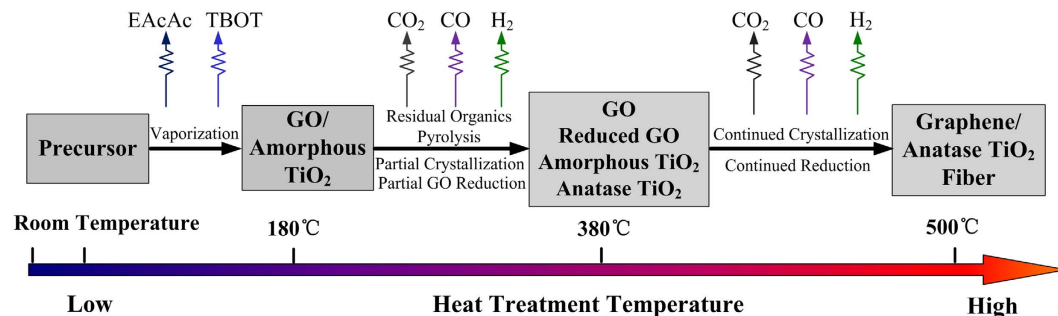 EAcAc TBOT
CO₂ CO H₂
CO₂ CO H₂
Precursor
Vaporization
GO/
Amorphous
TiO₂
Residual Organics
Pyrolysis
Partial Crystallization
Partial GO Reduction
GO
Reduced GO
Amorphous TiO₂
Anatase TiO₂
Continued Crystallization
Continued Reduction
Graphene/
Anatase TiO₂
Fiber
Room Temperature
180℃
380℃
500℃
Low
Heat Treatment Temperature
High